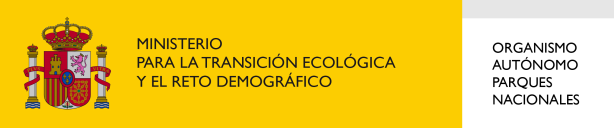 MINISTERIO
PARA LA TRANSICIÓN ECOLÓGICA
Y EL RETO DEMOGRÁFICO
ORGANISMO
AUTÓNOMO
PARQUES
NACIONALES